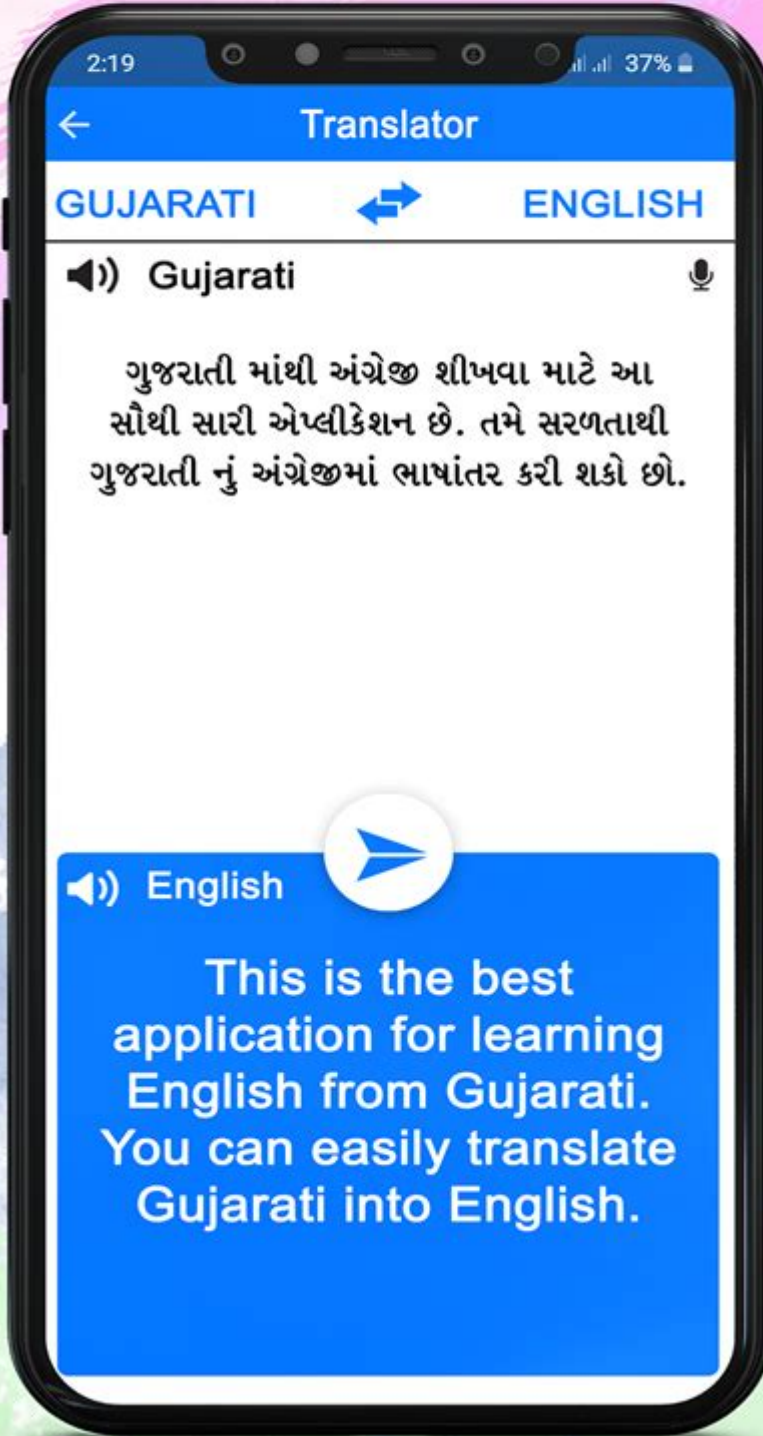 2:19 37%
Translator
GUJARATI ENGLISH
Gujarati
ગુજરાતી માંથી અંગ્રેજી શીખવા માટે આ
સૌથી સારી એપ્લીકેશન છે. તમે સરળતાથી
ગુજરાતી નું અંગ્રેજીમાં ભાષાંતર કરી શકો છો.
English
This is the best
application for learning
English from Gujarati.
You can easily translate
Gujarati into English.